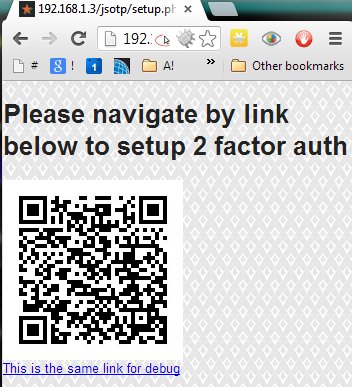 192.168.1.3/jsotp/setup.ph
192.
#
g !
1
A!
»
Other bookmarks
Please navigate by link
below to setup 2 factor auth
This is the same link for debug